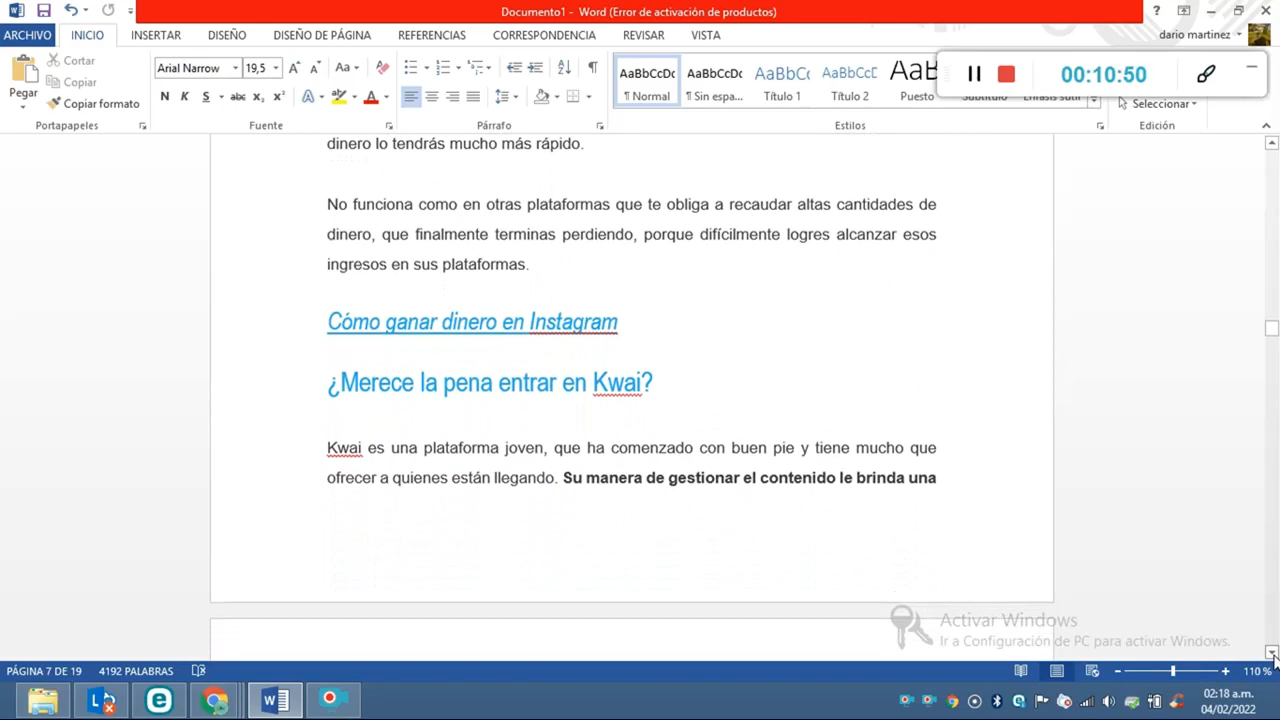 Documento1 - Word (Error de activación de productos)
ARCHIVO INICIO INSERTAR DISEÑO DISEÑO DE PÁGINA REFERENCIAS CORRESPONDENCIA REVISAR VISTA dario martinez
Pegar
Cortar
Copiar
Copiar formato
Portapapeles
Arial Narrow 19,5
Aa
N K S abc x₂ x²
A A
Fuente
Párrafo
AaBbCcDc AaBbCcDc AaBbCc AaBbCcD AaB
¶ Normal ¶ Sin espa... Título 1 Título 2 Puesto
Estilos
00:10:50
Seleccionar
Edición
dinero lo tendrás mucho más rápido.
No funciona como en otras plataformas que te obliga a recaudar altas cantidades de
dinero, que finalmente terminas perdiendo, porque difícilmente logres alcanzar esos
ingresos en sus plataformas.
Cómo ganar dinero en Instagram
¿Merece la pena entrar en Kwai?
Kwai es una plataforma joven, que ha comenzado con buen pie y tiene mucho que
ofrecer a quienes están llegando. Su manera de gestionar el contenido le brinda una
Activar Windows
Ir a Configuración de PC para activar Windows.
PÁGINA 7 DE 19 4192 PALABRAS 110 %
02:18 a.m.
04/02/2022